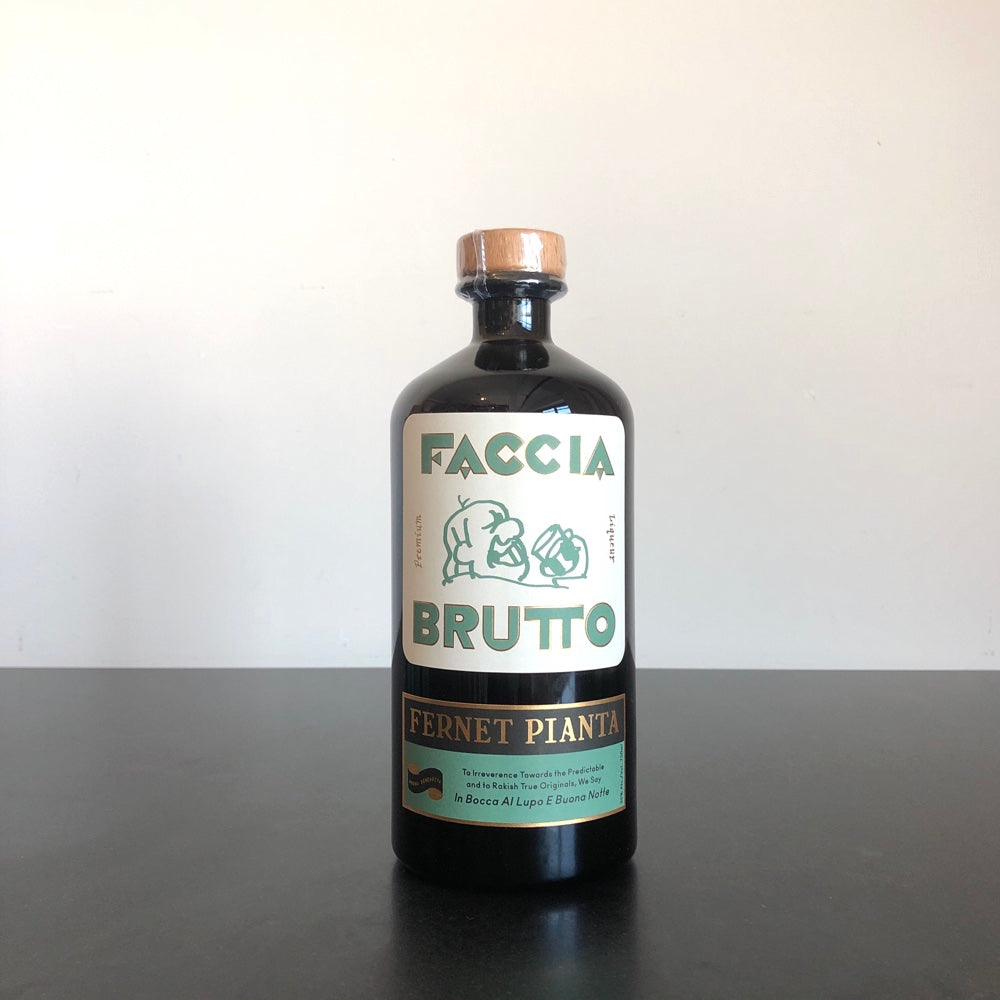 FACCIA
Premium
Liqueur
BRUTTO
FERNET PIANTA
To Irreverence Towards the Predictable
and to Rakish True Originals, We Say
In Bocca Al Lupo E Buona Notte